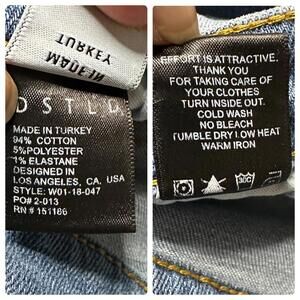 MADE IN
TURKEY
DSTLD
MADE IN TURKEY
94% COTTON
5%POLYESTER
1% ELASTANE
DESIGNED IN
LOS ANGELES, CA. USA
STYLE: W01-18-047
PO# 2-013
RN # 151186
EFFORT IS ATTRACTIVE.
THANK YOU
FOR TAKING CARE OF
YOUR CLOTHES
TURN INSIDE OUT.
COLD WASH
NO BLEACH
TUMBLE DRY LOW HEAT
WARM IRON
30C